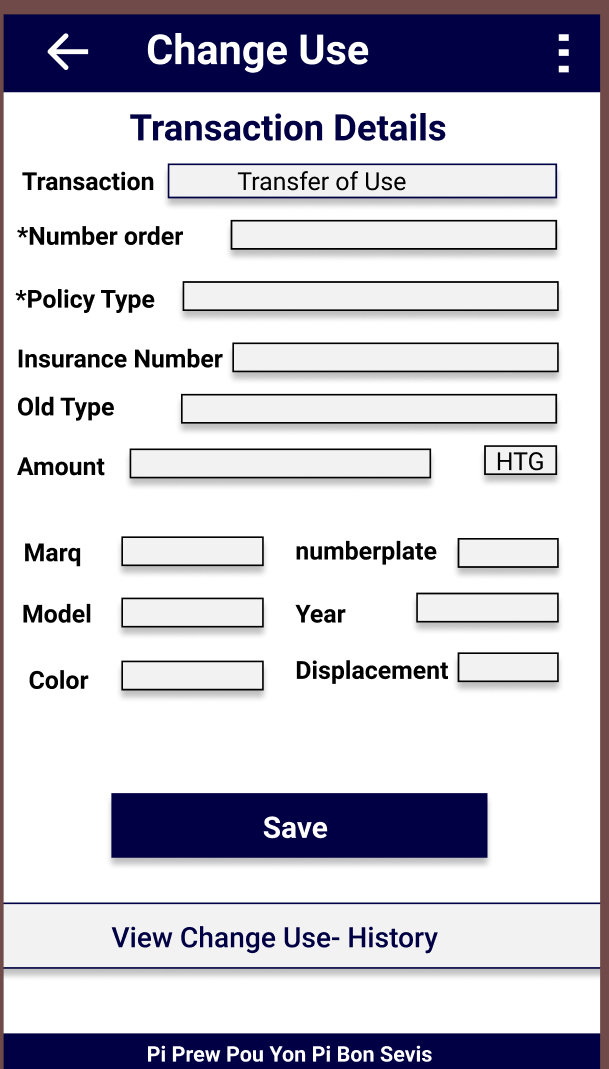 Change Use
Transaction Details
Transaction Transfer of Use
*Number order
*Policy Type
Insurance Number
Old Type
Amount HTG
Marq numberplate
Model Year
Color Displacement
Save
View Change Use- History
Pi Prew Pou Yon Pi Bon Sevis